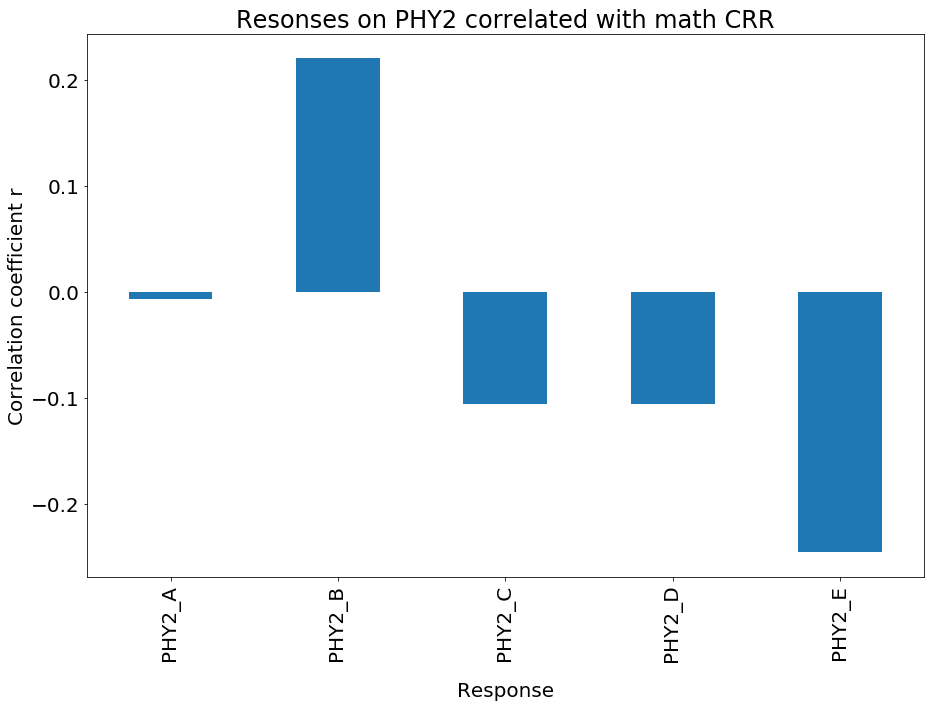 Resonses on PHY2 correlated with math CRR
Correlation coefficient r
0.2
0.1
0.0
−0.1
−0.2
PHY2_A
PHY2_B
PHY2_C
PHY2_D
PHY2_E
Response